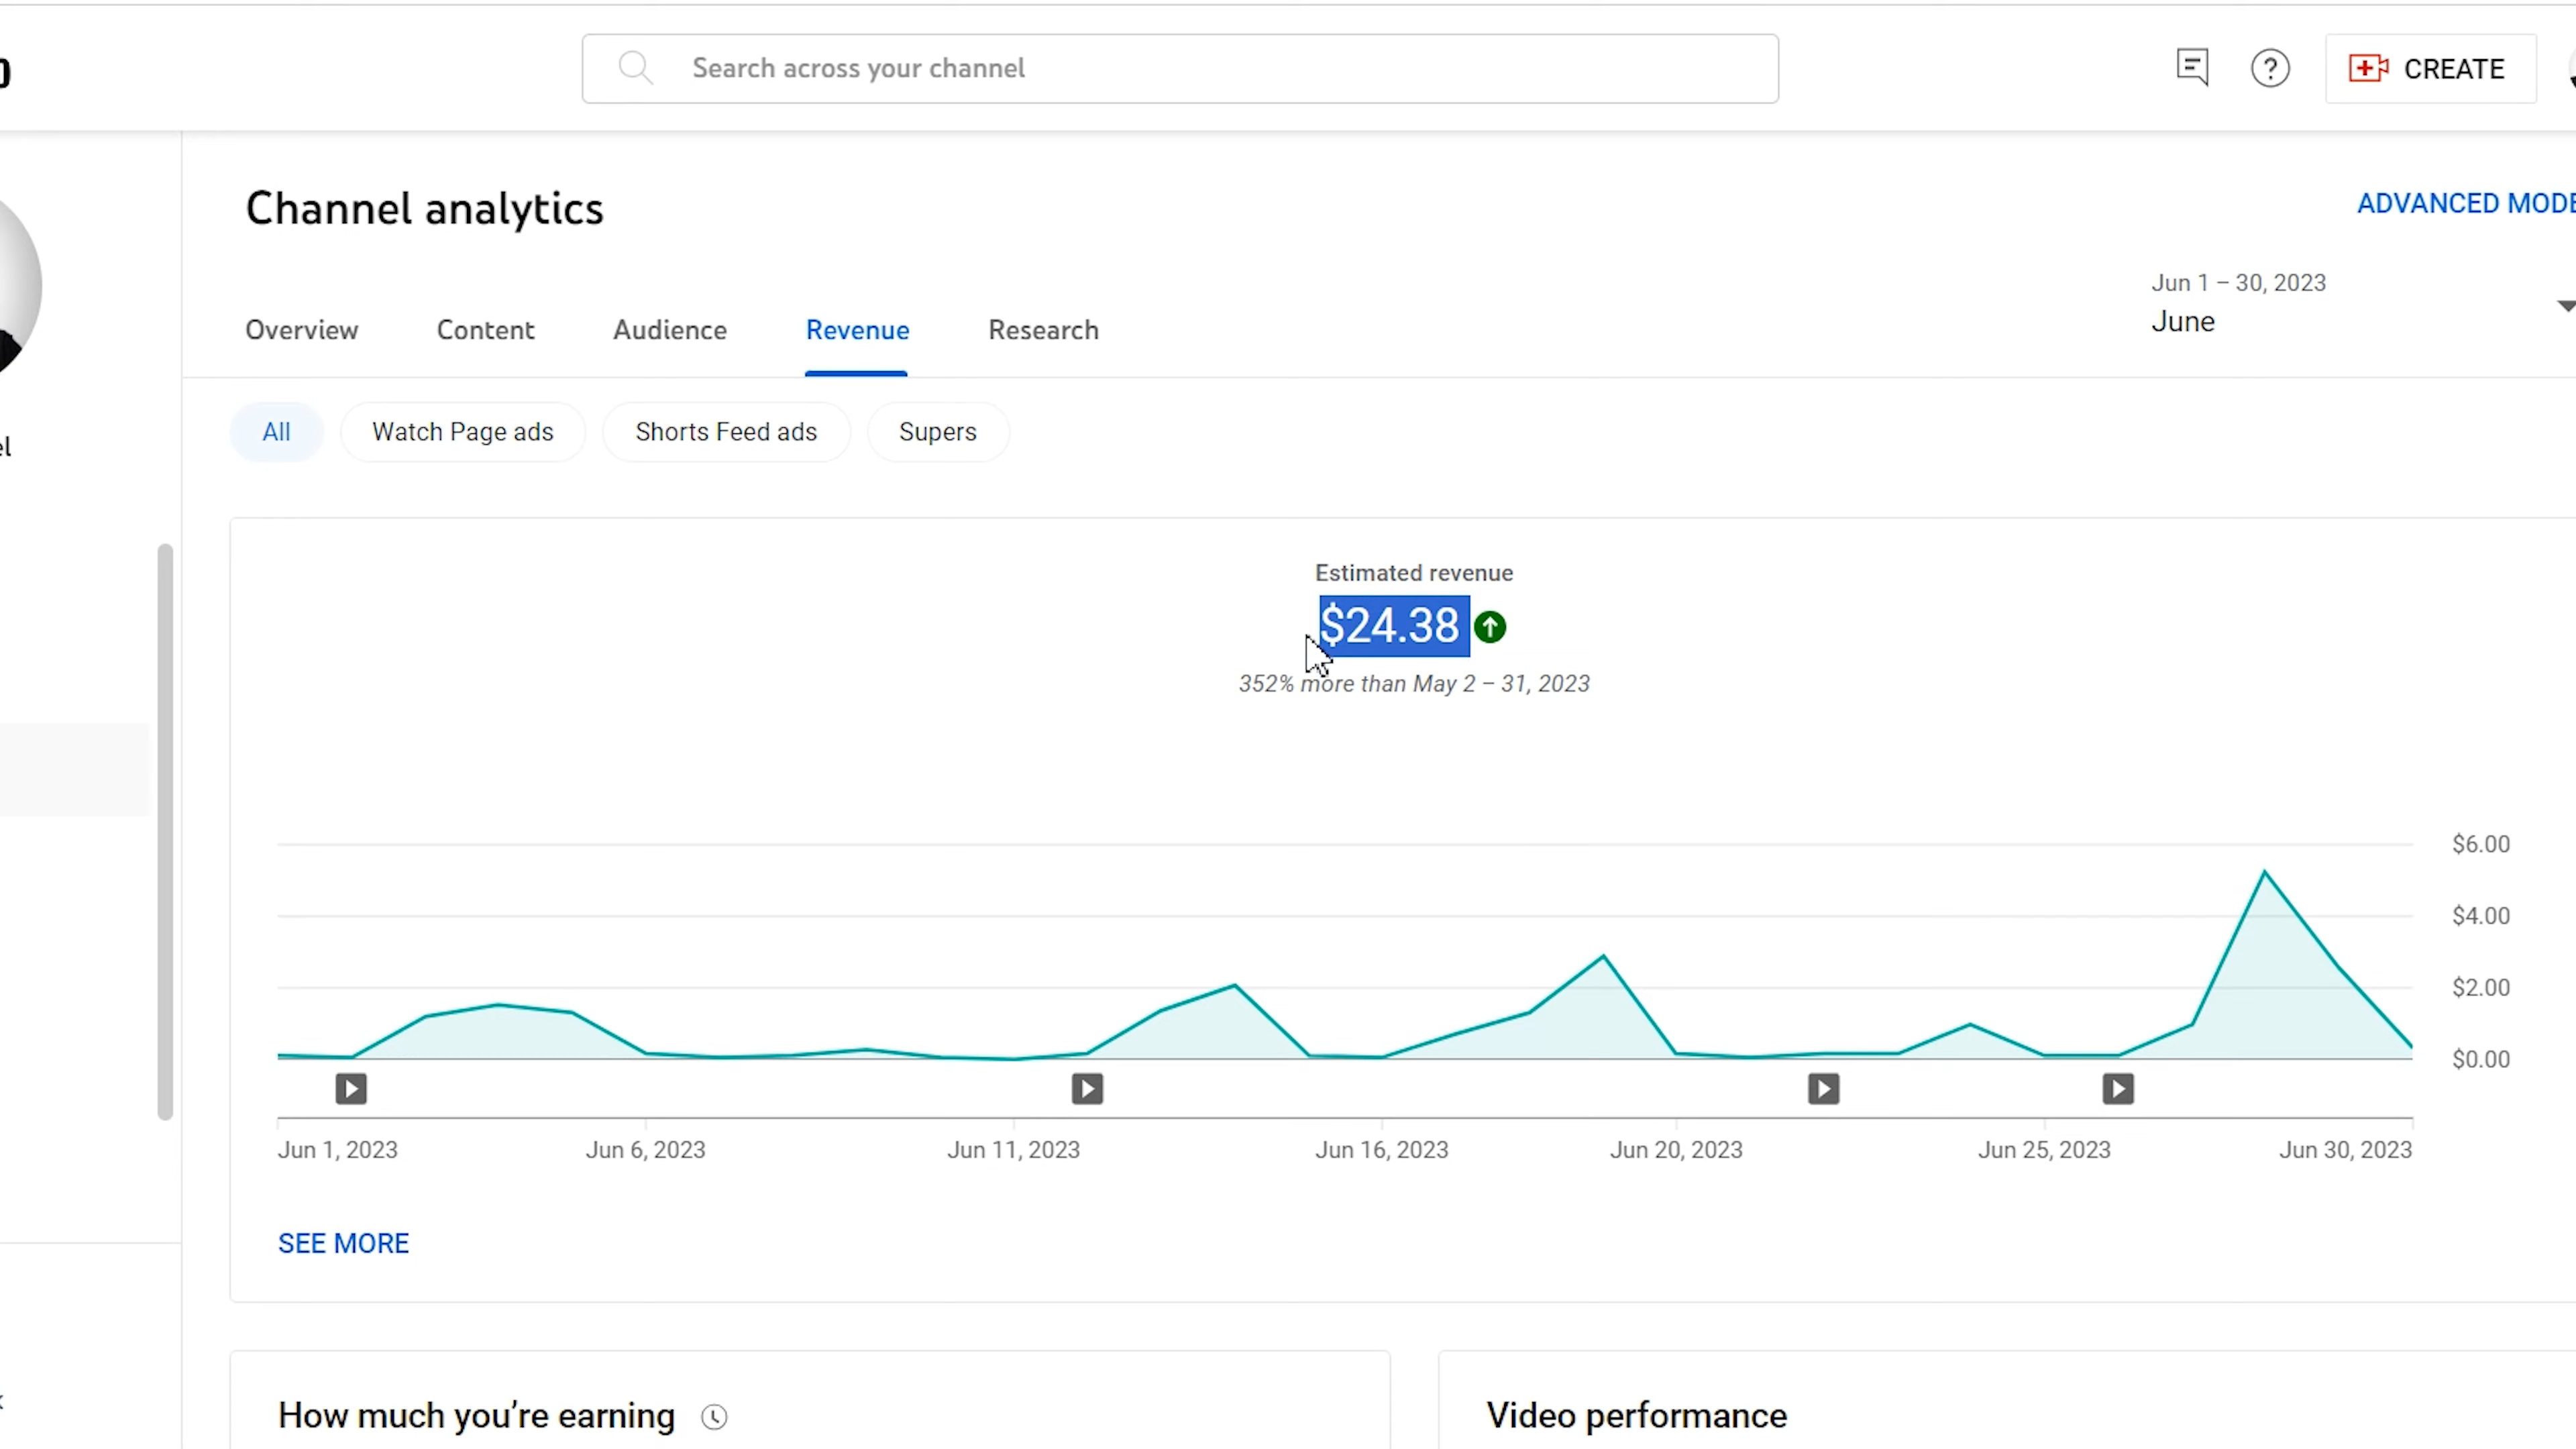 Search across your channel
CREATE
Channel analytics
ADVANCED MODE
Jun 1 – 30, 2023
June
Overview Content Audience Revenue Research
All Watch Page ads Shorts Feed ads Supers
Estimated revenue
$24.38
352% more than May 2 – 31, 2023
$6.00
$4.00
$2.00
$0.00
Jun 1, 2023 Jun 6, 2023 Jun 11, 2023 Jun 16, 2023 Jun 20, 2023 Jun 25, 2023 Jun 30, 2023
SEE MORE
How much you’re earning
Video performance